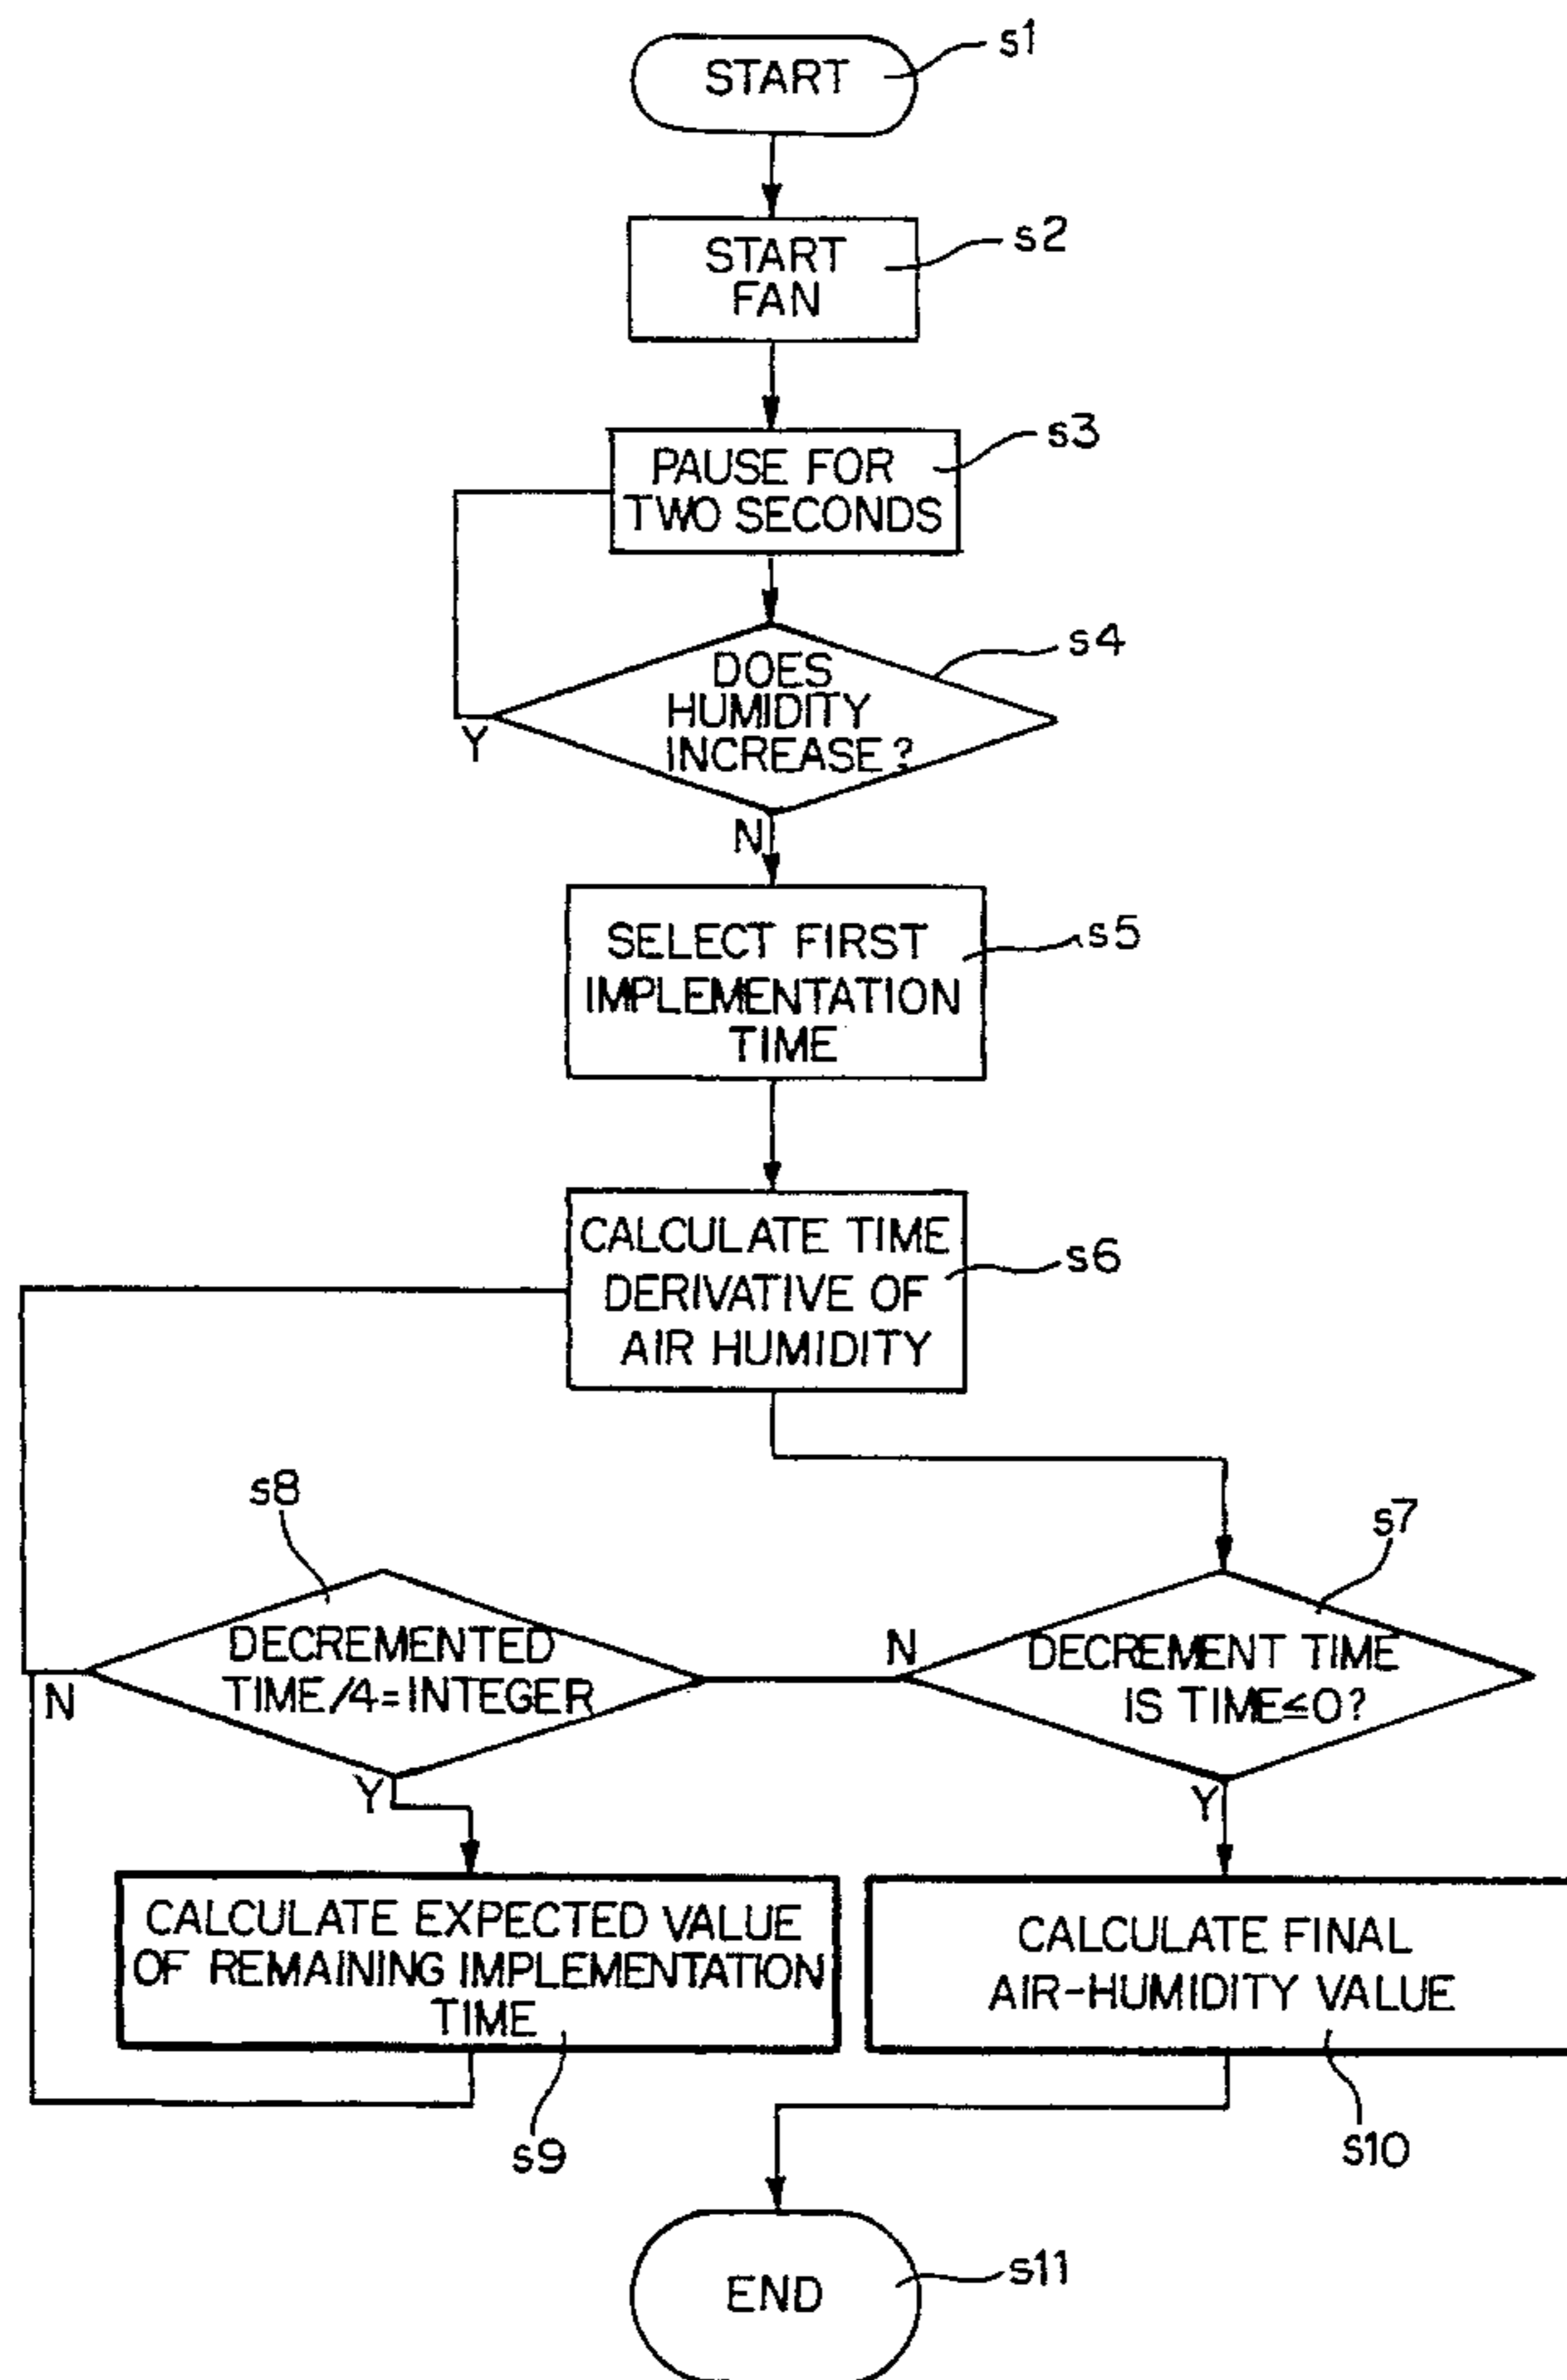 START
s1
START
FAN
s2
PAUSE FOR
TWO SECONDS
s3
DOES
HUMIDITY
INCREASE?
s4
Y
N
SELECT FIRST
IMPLEMENTATION
TIME
s5
CALCULATE TIME
DERIVATIVE OF
AIR HUMIDITY
s6
s8
s7
DECREMENTED
TIME/4=INTEGER
N
Y
N
DECREMENT TIME
IS TIME≤0?
Y
CALCULATE EXPECTED VALUE
OF REMAINING IMPLEMENTATION
TIME
s9
CALCULATE FINAL
AIR-HUMIDITY VALUE
s10
END
s11